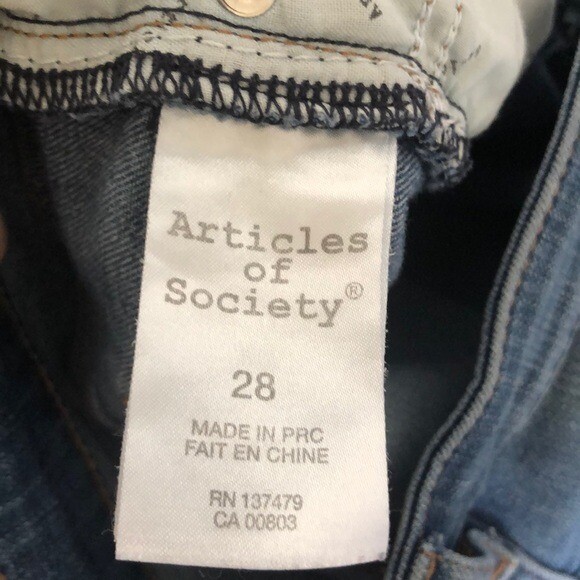 Articles
of
Society®
28
MADE IN PRC
FAIT EN CHINE
RN 137479
CA 00803